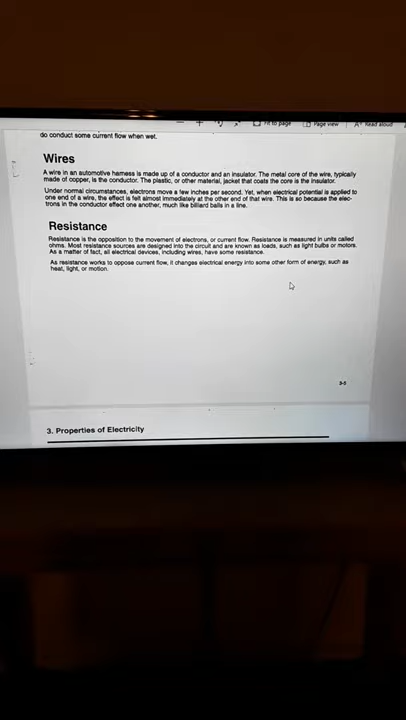 Fit to page
Page view
Read aloud
do conduct some current flow when wet.
Wires
A wire in an automotive harness is made up of a conductor and an insulator. The metal core of the wire, typically
made of copper, is the conductor. The plastic, or other material, jacket that coats the core is the insulator.
Under normal circumstances, electrons move a few inches per second. Yet, when electrical potential is applied to
one end of a wire, the effect is felt almost immediately at the other end of that wire. This is so because the elec-
trons in the conductor effect one another, much like billiard balls in a line.
Resistance
Resistance is the opposition to the movement of electrons, or current flow. Resistance is measured in units called
ohms. Most resistance sources are designed into the circuit and are known as loads, such as light bulbs or motors.
As a matter of fact, all electrical devices, including wires, have some resistance.
As resistance works to oppose current flow, it changes electrical energy into some other form of energy, such as
heat, light, or motion.
3-5
3. Properties of Electricity